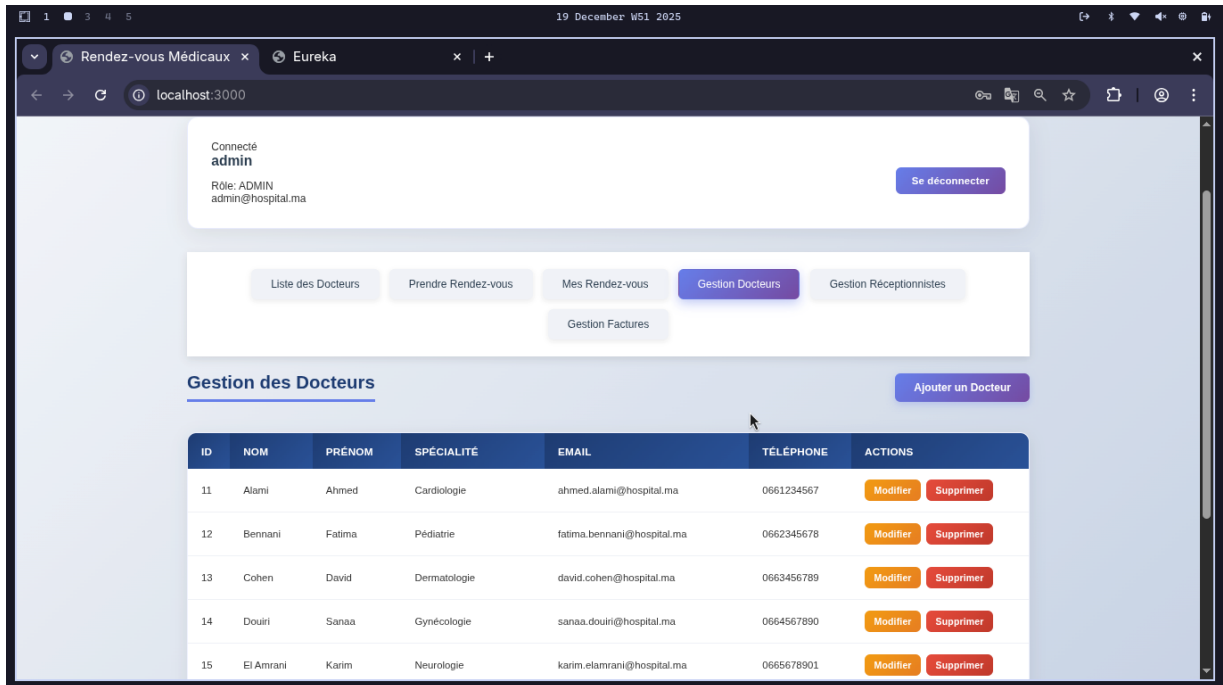 1 3 4 5 19 December W51 2025
Rendez-vous Médicaux Eureka
localhost:3000
Connecté
admin
Rôle: ADMIN
admin@hospital.ma
Se déconnecter
Liste des Docteurs Prendre Rendez-vous Mes Rendez-vous Gestion Docteurs Gestion Réceptionnistes
Gestion Factures
Gestion des Docteurs Ajouter un Docteur
ID NOM PRÉNOM SPÉCIALITÉ EMAIL TÉLÉPHONE ACTIONS
11 Alami Ahmed Cardiologie ahmed.alami@hospital.ma 0661234567 Modifier Supprimer
12 Bennani Fatima Pédiatrie fatima.bennani@hospital.ma 0662345678 Modifier Supprimer
13 Cohen David Dermatologie david.cohen@hospital.ma 0663456789 Modifier Supprimer
14 Douiri Sanaa Gynécologie sanaa.douiri@hospital.ma 0664567890 Modifier Supprimer
15 El Amrani Karim Neurologie karim.elamrani@hospital.ma 0665678901 Modifier Supprimer